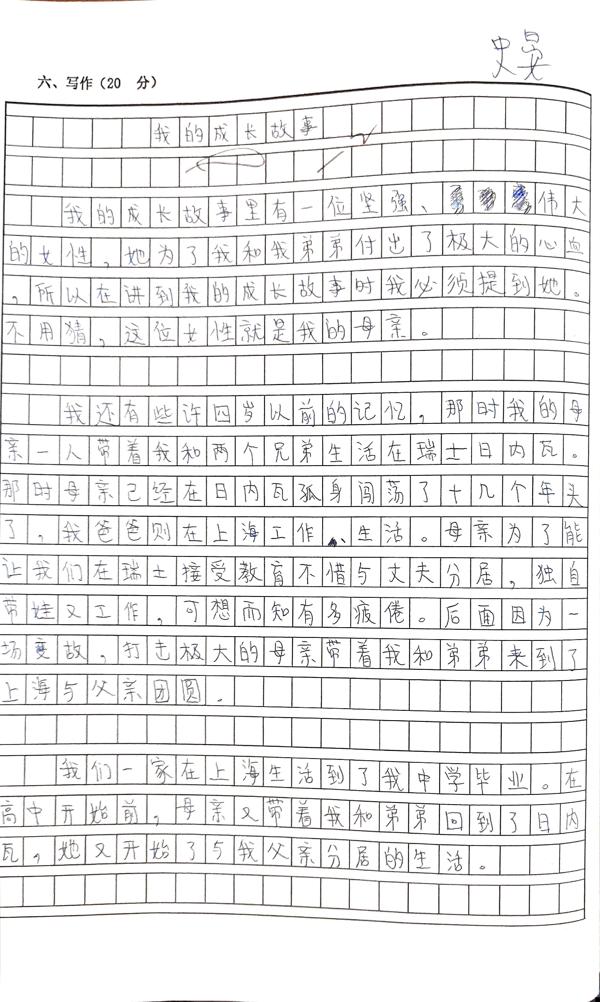 史晃
六、写作（20 分）
我的成长故事
我的成长故事里有一位坚强、伟大
的女性，她为了我和我弟弟付出了极大的心血
，所以在讲到我的成长故事时我必须提到她。
不用猜，这位女性就是我的母亲。
我还有些许四岁以前的记忆，那时我的母
亲一人带着我和两个兄弟生活在瑞士日内瓦。
那时母亲已经在日内瓦孤身闯荡了十几个年头
了，我爸爸则在上海工作、生活。母亲为了能
让我们在瑞士接受教育不惜与丈夫分居，独自
带娃又工作，可想而知有多疲倦。后面因为一
场变故，打击极大的母亲带着我和弟弟来到了
上海与父亲团圆.
我们一家在上海生活到了我中学毕业。在
高中开始前，母亲又带着我和弟弟回到了日内
瓦，她又开始了与我父亲分居的生活。